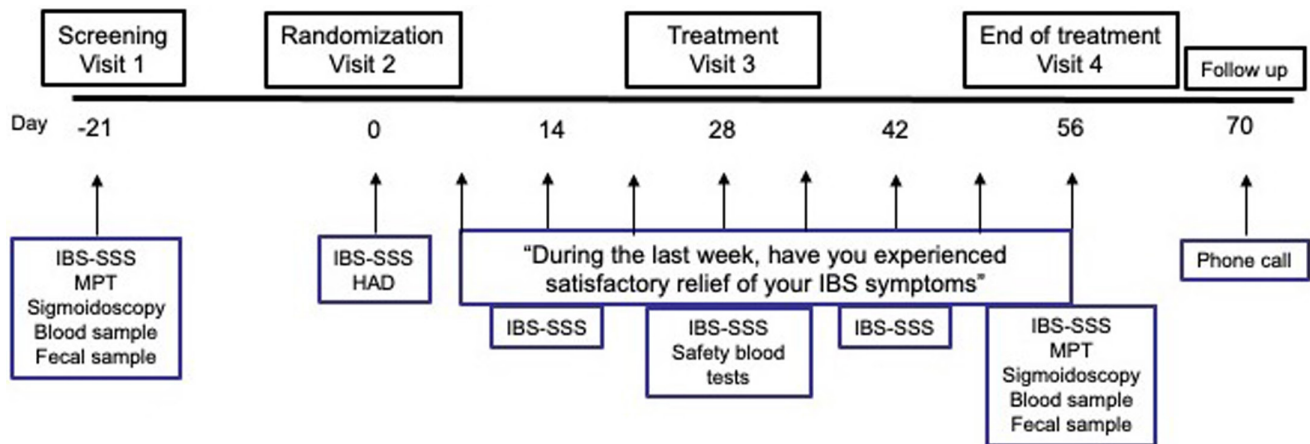 Screening
Visit 1
Randomization
Visit 2
Treatment
Visit 3
End of treatment
Visit 4
Follow up
Day -21 0 14 28 42 56 70
IBS-SSS
MPT
Sigmoidoscopy
Blood sample
Fecal sample
IBS-SSS
HAD
“During the last week, have you experienced
satisfactory relief of your IBS symptoms”
IBS-SSS
IBS-SSS
Safety blood
tests
IBS-SSS
IBS-SSS
MPT
Sigmoidoscopy
Blood sample
Fecal sample
Phone call